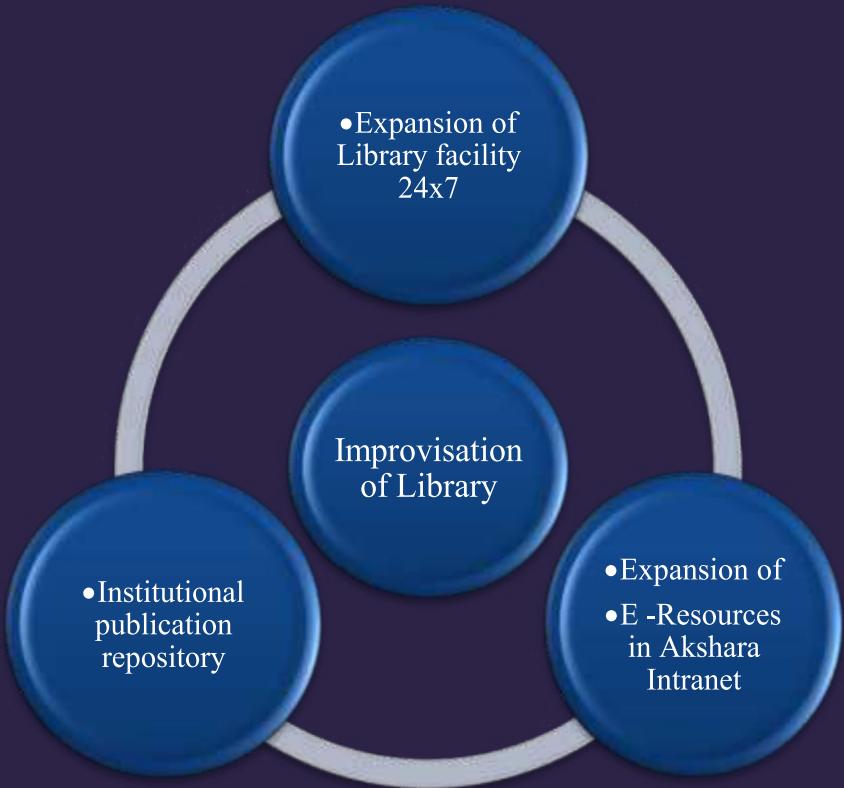 •Expansion of
Library facility
24x7
Improvisation
of Library
•Institutional
publication
repository
•Expansion of
•E -Resources
in Akshara
Intranet